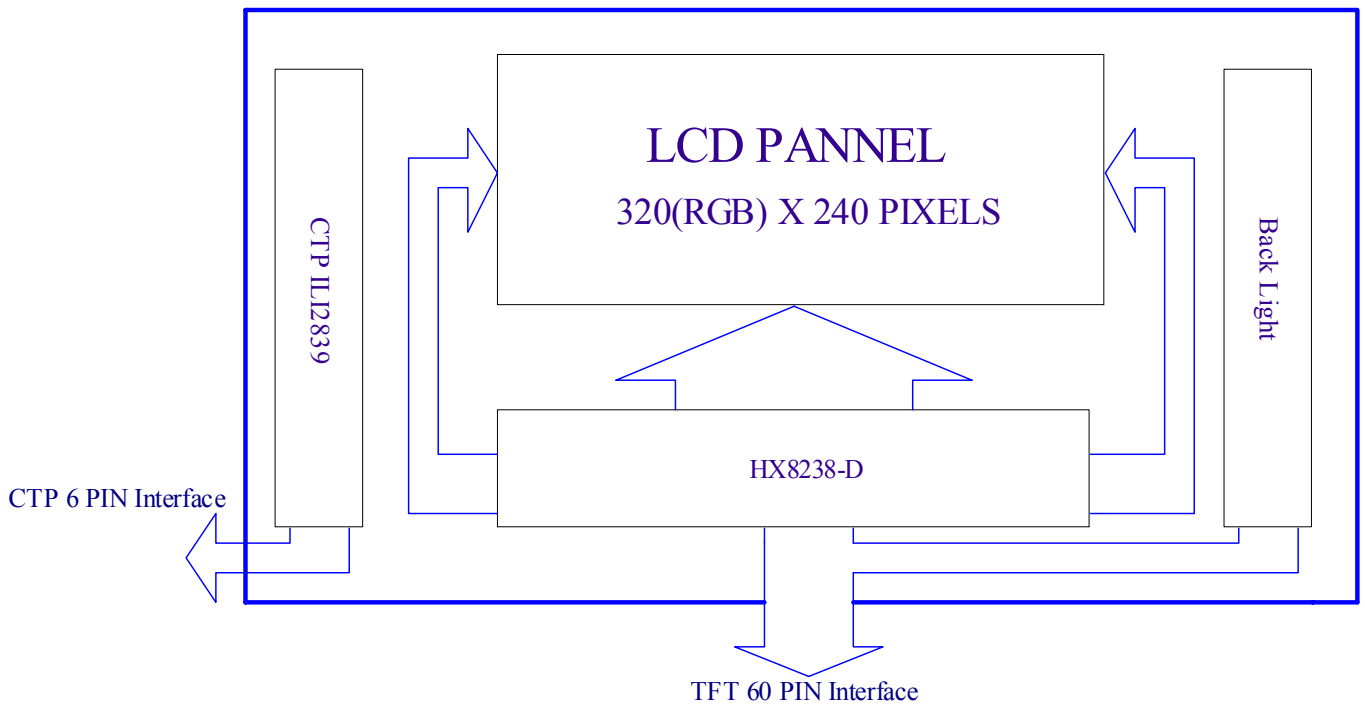 LCD PANNEL
320(RGB) X 240 PIXELS
CTP ILI2839
Back Light
HX8238-D
CTP 6 PIN Interface
TFT 60 PIN Interface